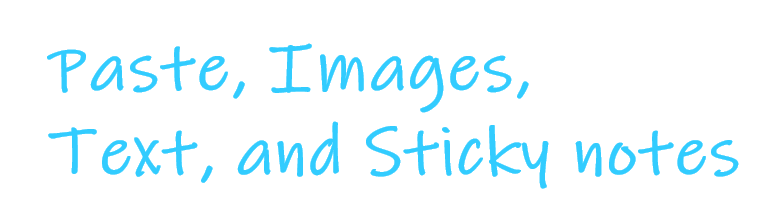 Paste, Images,
Text, and Sticky notes